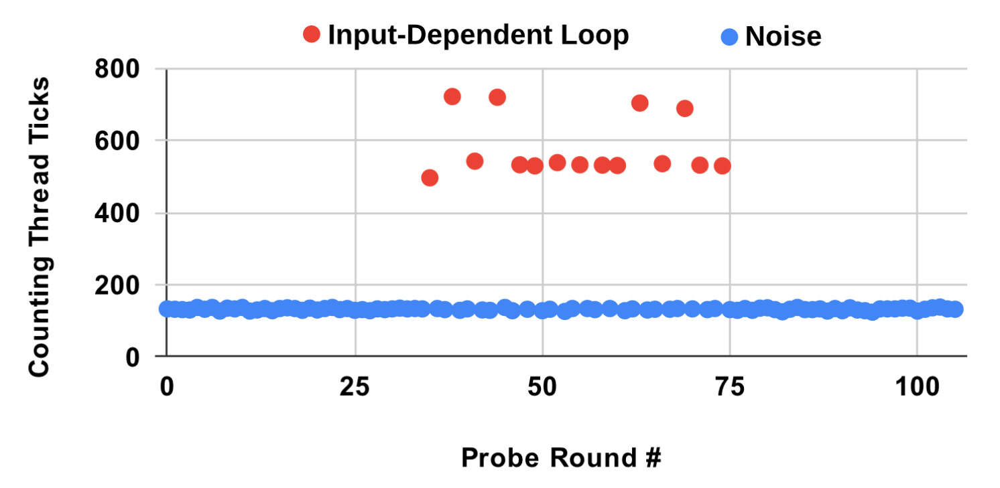 Input-Dependent Loop Noise
Counting Thread Ticks
800
600
400
200
0
0 25 50 75 100
Probe Round #